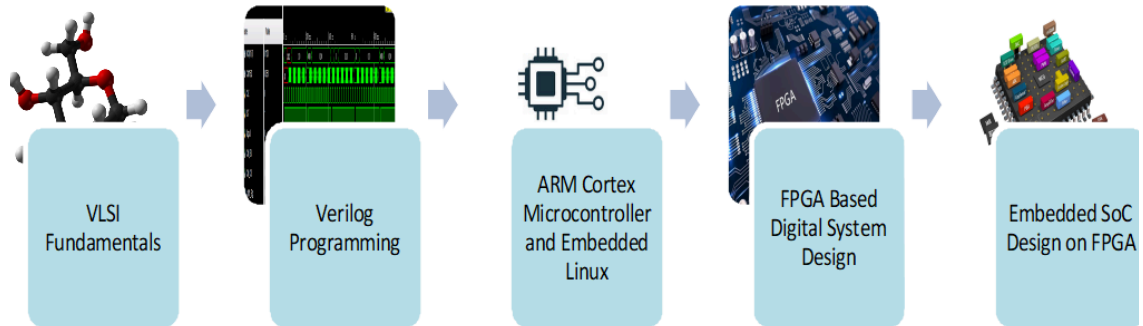 VLSI
Fundamentals
Verilog
Programming
ARM Cortex
Microcontroller
and Embedded
Linux
FPGA
FPGA Based
Digital System
Design
Embedded SoC
Design on FPGA